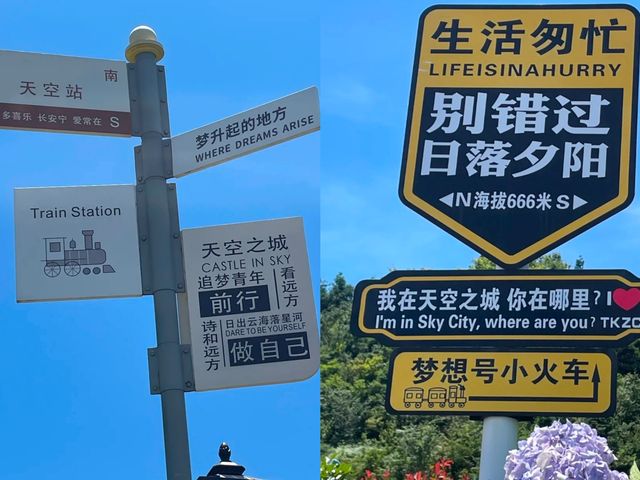 天空站
南
多喜乐 长安宁 爱常在 S
梦升起的地方
WHERE DREAMS ARISE
Train Station
天空之城
CASTLE IN SKY
追梦青年
前行
看远方
诗和远方
日出云海落星河
DARE TO BE YOURSELF
做自己
生活匆忙
LIFEISINAHURRY
别错过
日落夕阳
◀N海拔666米S▶
我在天空之城 你在哪里? I❤
I'm in Sky City, where are you? TKZC
梦想号小火车